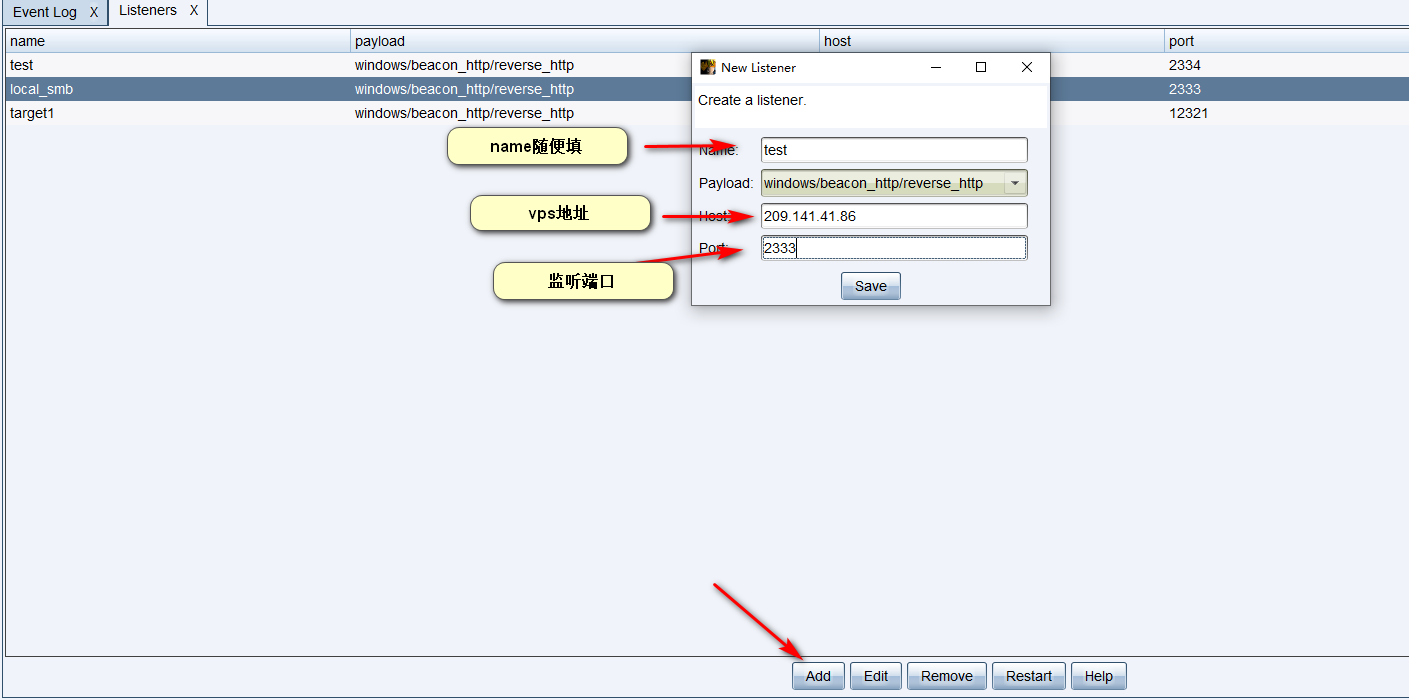 Event Log X Listeners X
name payload host port
test windows/beacon_http/reverse_http 2334
local_smb windows/beacon_http/reverse_http 2333
target1 windows/beacon_http/reverse_http 12321
New Listener
Create a listener.
name随便填
Name: test
Payload: windows/beacon_http/reverse_http
vps地址
Host: 209.141.41.86
监听端口
Port: 2333
Save
Add Edit Remove Restart Help